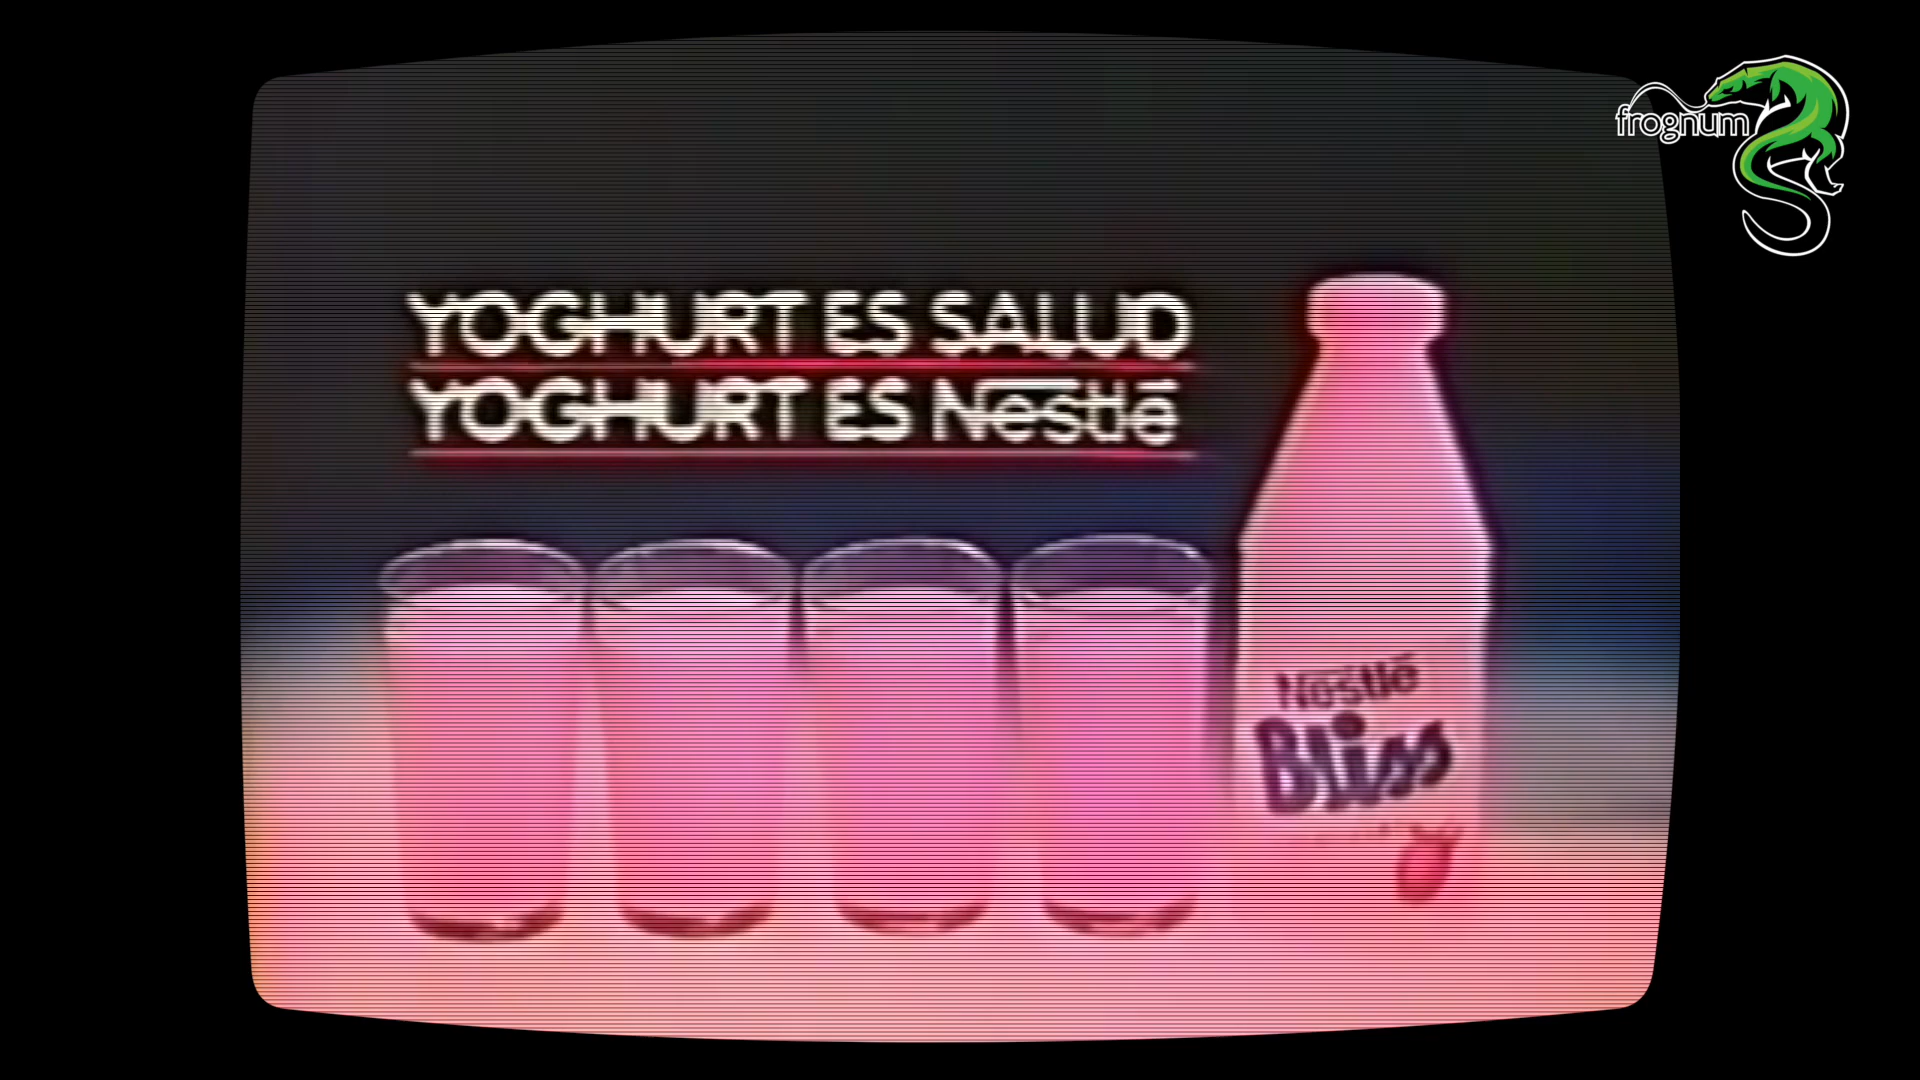 frognum
YOGHURT ES SALUD
YOGHURT ES Nestlé
Nestlé
Bliss